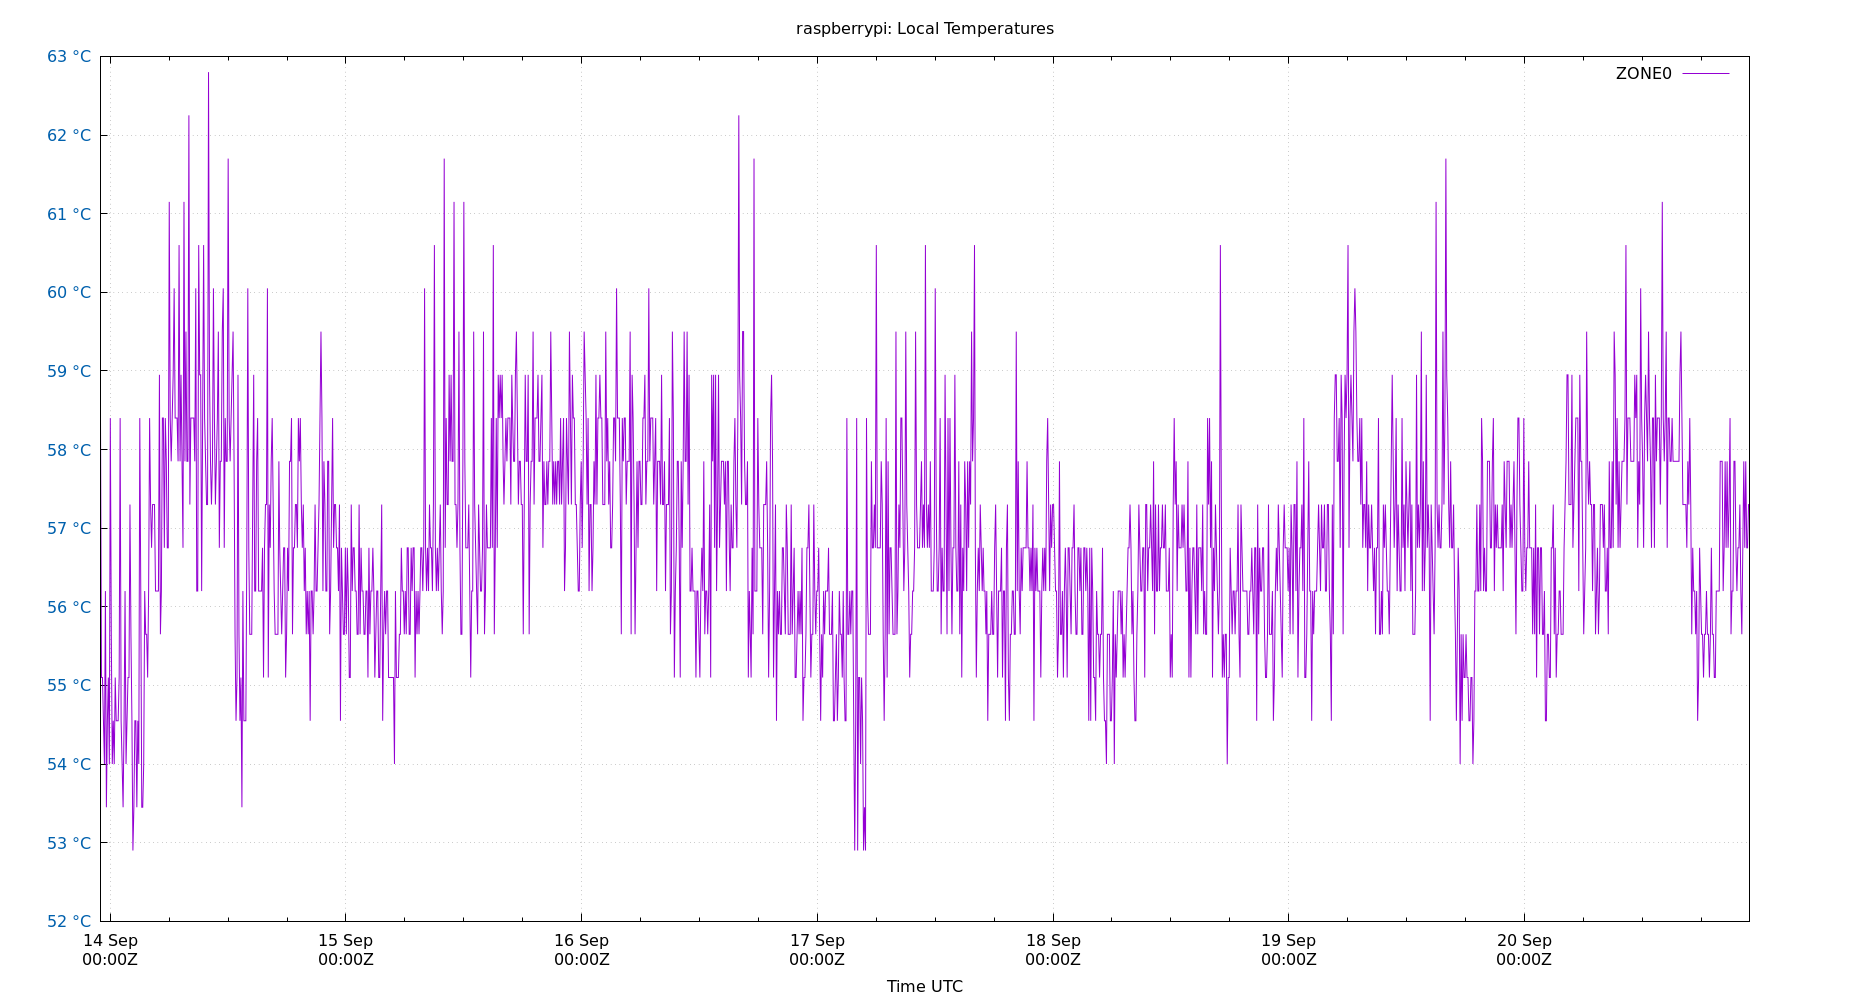 raspberrypi: Local Temperatures
63 °C
ZONE0
62 °C
61 °C
60 °C
59 °C
58 °C
57 °C
56 °C
55 °C
54 °C
53 °C
52 °C
14 Sep 15 Sep 16 Sep 17 Sep 18 Sep 19 Sep 20 Sep
00:00Z 00:00Z 00:00Z 00:00Z 00:00Z 00:00Z 00:00Z
Time UTC